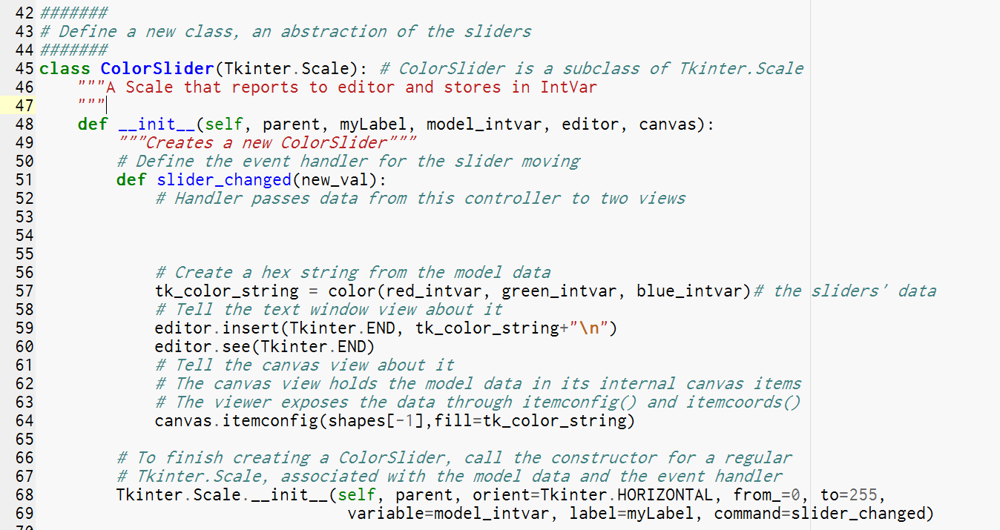 42 #######
43 # Define a new class, an abstraction of the sliders
44 #######
45 class ColorSlider(Tkinter.Scale): # ColorSlider is a subclass of Tkinter.Scale
46     """A Scale that reports to editor and stores in IntVar
47     """
48     def __init__(self, parent, myLabel, model_intvar, editor, canvas):
49         """Creates a new ColorSlider"""
50         # Define the event handler for the slider moving
51         def slider_changed(new_val):
52             # Handler passes data from this controller to two views
53
54
55
56             # Create a hex string from the model data
57             tk_color_string = color(red_intvar, green_intvar, blue_intvar)# the sliders' data
58             # Tell the text window view about it
59             editor.insert(Tkinter.END, tk_color_string+"\n")
60             editor.see(Tkinter.END)
61             # Tell the canvas view about it
62             # The canvas view holds the model data in its internal canvas items
63             # The viewer exposes the data through itemconfig() and itemcoords()
64             canvas.itemconfig(shapes[-1],fill=tk_color_string)
65
66         # To finish creating a ColorSlider, call the constructor for a regular
67         # Tkinter.Scale, associated with the model data and the event handler
68         Tkinter.Scale.__init__(self, parent, orient=Tkinter.HORIZONTAL, from_=0, to=255,
69                                 variable=model_intvar, label=myLabel, command=slider_changed)
70